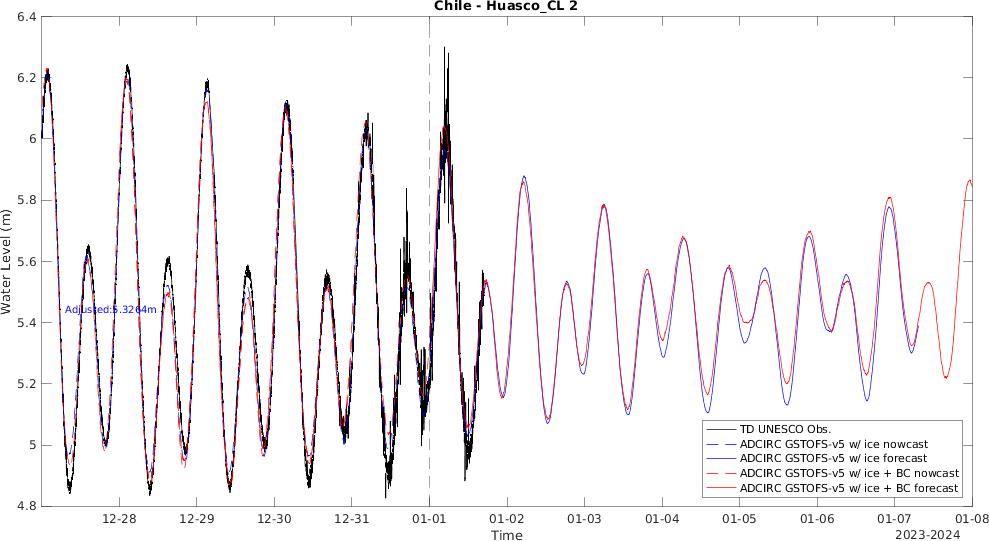 Chile - Huasco_CL 2
6.4
6.2
6
5.8
5.6
5.4
5.2
5
4.8
Water Level (m)
Adjusted:5.3264m
TD UNESCO Obs.
ADCIRC GSTOFS-v5 w/ ice nowcast
ADCIRC GSTOFS-v5 w/ ice forecast
ADCIRC GSTOFS-v5 w/ ice + BC nowcast
ADCIRC GSTOFS-v5 w/ ice + BC forecast
12-28 12-29 12-30 12-31 01-01 01-02 01-03 01-04 01-05 01-06 01-07 01-08
Time
2023-2024